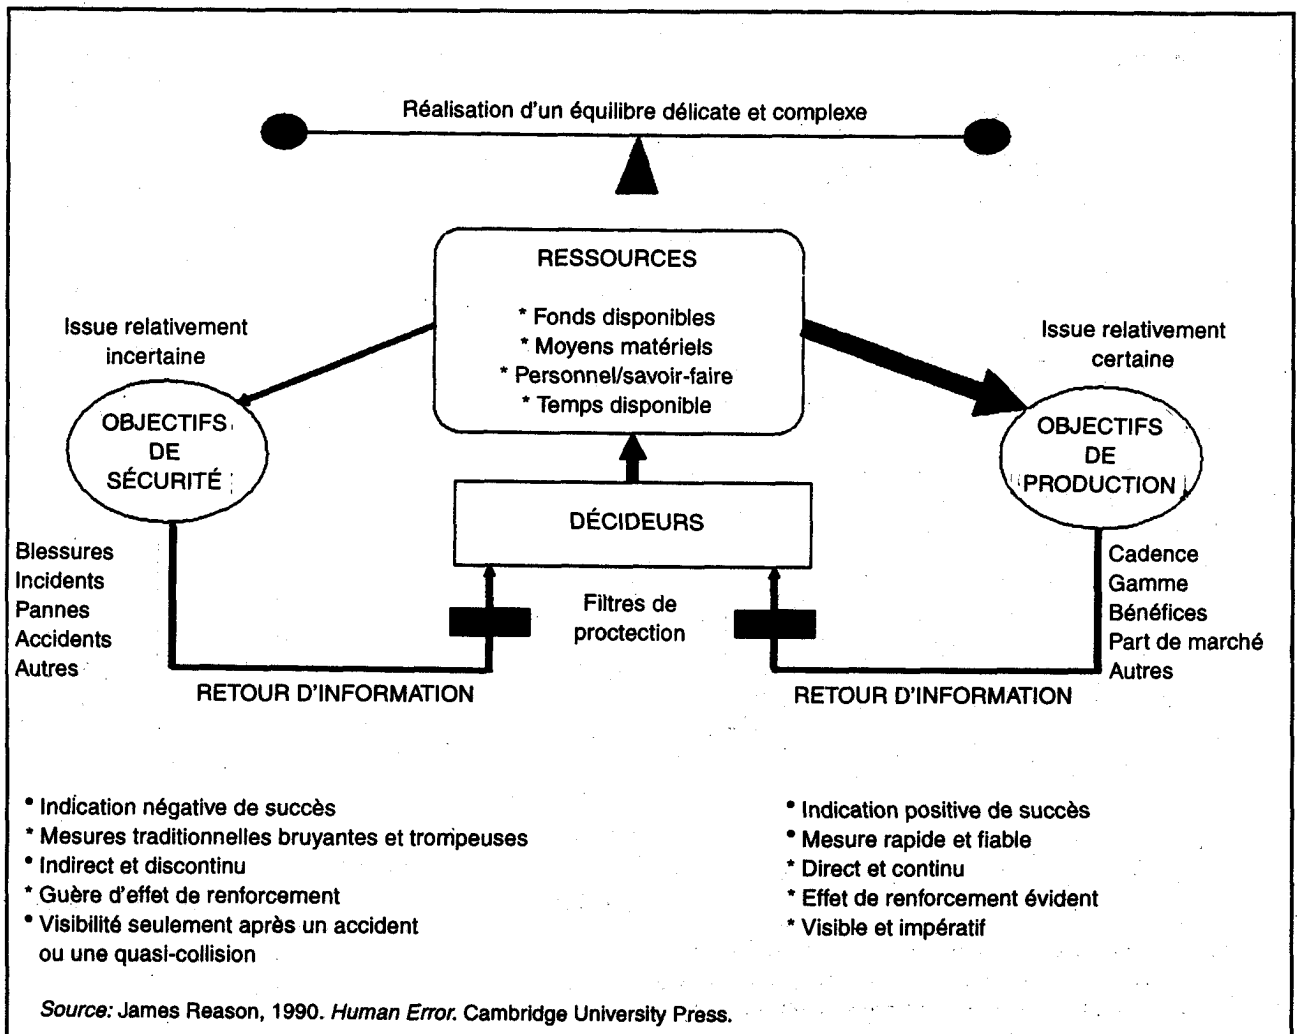 Réalisation d'un équilibre délicate et complexe
RESSOURCES
* Fonds disponibles
* Moyens matériels
* Personnel/savoir-faire
* Temps disponible
Issue relativement
incertaine
Issue relativement
certaine
OBJECTIFS
DE
SÉCURITÉ
OBJECTIFS
DE
PRODUCTION
DÉCIDEURS
Blessures
Incidents
Pannes
Accidents
Autres
Filtres de
proctection
Cadence
Gamme
Bénéfices
Part de marché
Autres
RETOUR D'INFORMATION
RETOUR D'INFORMATION
* Indication négative de succès
* Mesures traditionnelles bruyantes et trompeuses
* Indirect et discontinu
* Guère d'effet de renforcement
* Visibilité seulement après un accident
ou une quasi-collision
* Indication positive de succès
* Mesure rapide et fiable
* Direct et continu
* Effet de renforcement évident
* Visible et impératif
Source: James Reason, 1990. Human Error. Cambridge University Press.